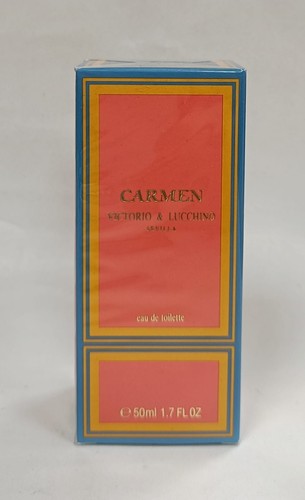 CARMEN
VICTORIO & LUCCHINO
SEVILLA
eau de toilette
℮ 50ml 1.7 FL OZ